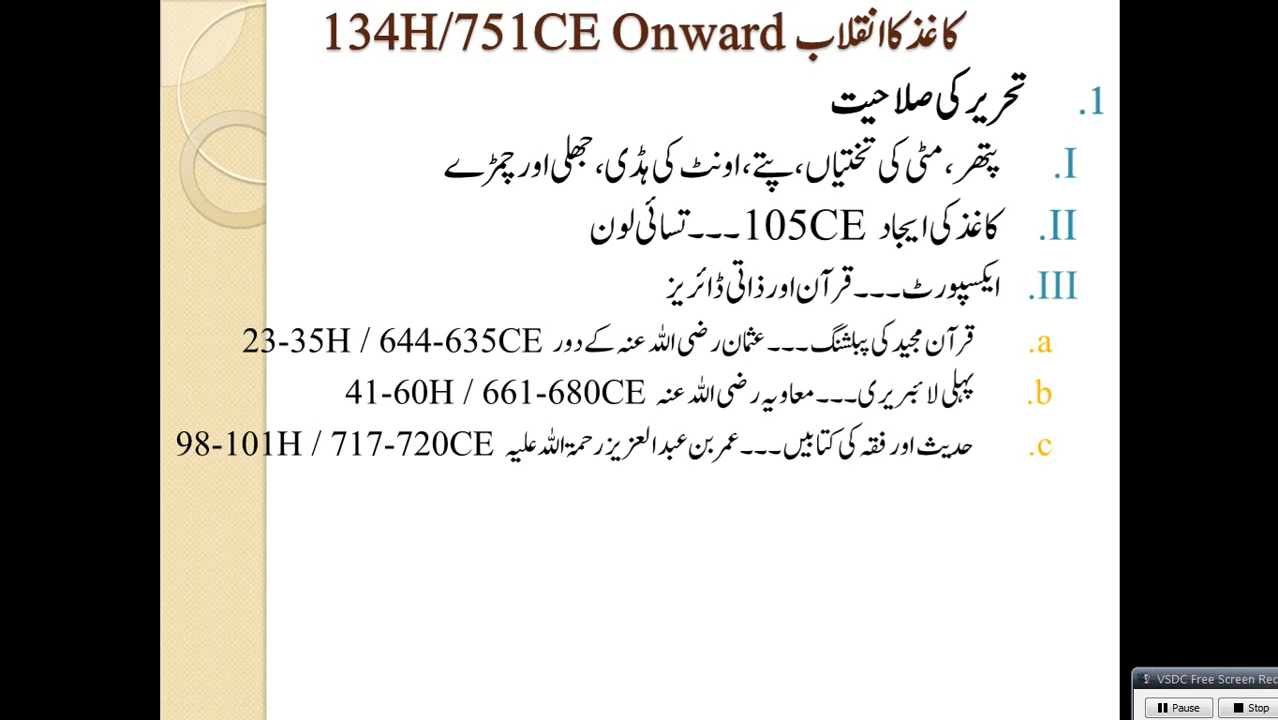 کاغذ کا انقلاب 134H/751CE Onward
1. تحریر کی صلاحیت
I. پتھر، مٹی کی تختیاں، پتے، اونٹ کی ہڈی، جھلی اور چمڑے
II. کاغذ کی ایجاد 105CE ۔۔۔ تسائی لون
III. ایکسپورٹ ۔۔۔ قرآن اور ذاتی ڈائریز
a. قرآن مجید کی پبلشنگ ۔۔۔ عثمان رضی اللہ عنہ کے دور 23-35H / 644-635CE
b. پہلی لائبریری ۔۔۔ معاویہ رضی اللہ عنہ 41-60H / 661-680CE
c. حدیث اور فقہ کی کتابیں ۔۔۔ عمر بن عبدالعزیز رحمۃ اللہ علیہ 98-101H / 717-720CE
VSDC Free Screen Rec
Pause Stop